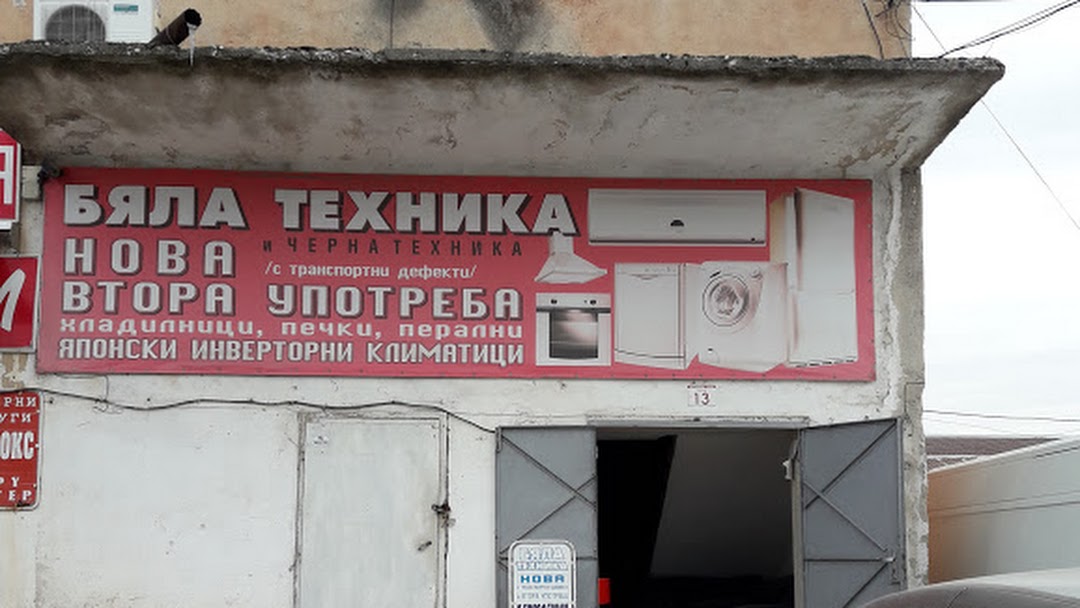 БЯЛА ТЕХНИКА
и ЧЕРНА ТЕХНИКА
НОВА
/с транспортни дефекти/
ВТОРА УПОТРЕБА
хладилници, печки, перални
ЯПОНСКИ ИНВЕРТОРНИ КЛИМАТИЦИ
13
БЯЛА
ТЕХНИКА
НОВА